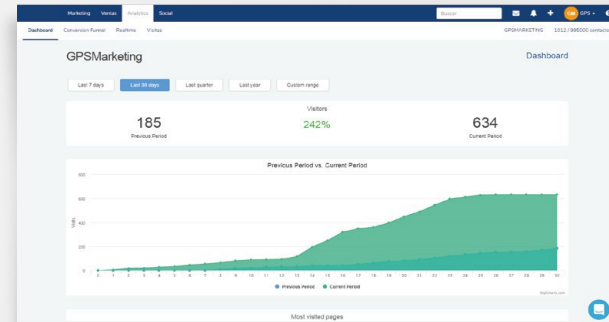 Marketing Ventas Analytics Social Buscar GPS
Dashboard Conversion Funnel Realtime Visitas GPSMARKETING
GPSMarketing Dashboard
Last 7 days Last 30 days Last quarter Last year Custom range
Visitors
185 242% 634
Previous Period Current Period
Previous Period vs. Current Period
800
600
400
200
0
Visits
0 1 2 3 4 5 6 7 8 9 10 11 12 13 14 15 16 17 18 19 20 21 22 23 24 25 26 27 28 29 30
Previous Period Current Period
Highcharts.com
Most visited pages